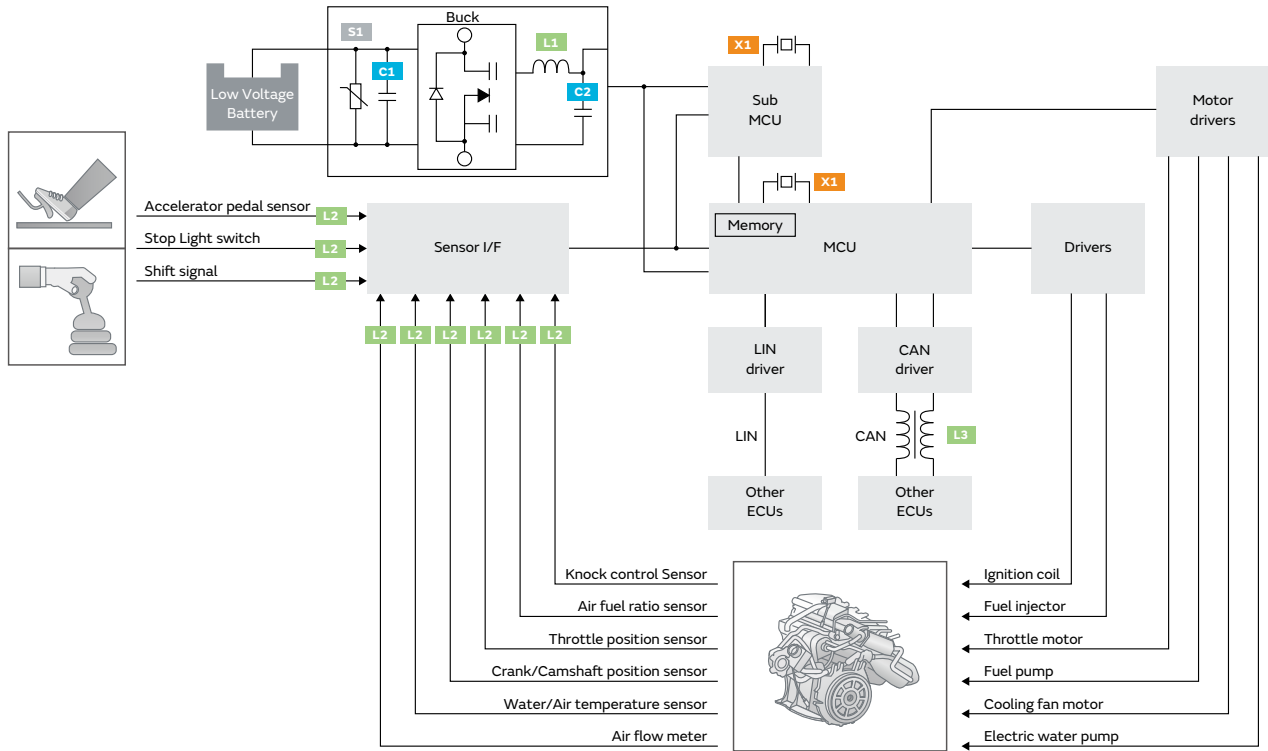 Buck
S1
L1
X1
C1
C2
Low Voltage
Battery
Sub
MCU
Motor
drivers
X1
Accelerator pedal sensor
L2
Stop Light switch
L2
Shift signal
L2
Sensor I/F
Memory
MCU
Drivers
L2
L2
L2
L2
L2
L2
LIN
driver
CAN
driver
LIN
CAN
L3
Other
ECUs
Other
ECUs
Knock control Sensor
Air fuel ratio sensor
Throttle position sensor
Crank/Camshaft position sensor
Water/Air temperature sensor
Air flow meter
Ignition coil
Fuel injector
Throttle motor
Fuel pump
Cooling fan motor
Electric water pump